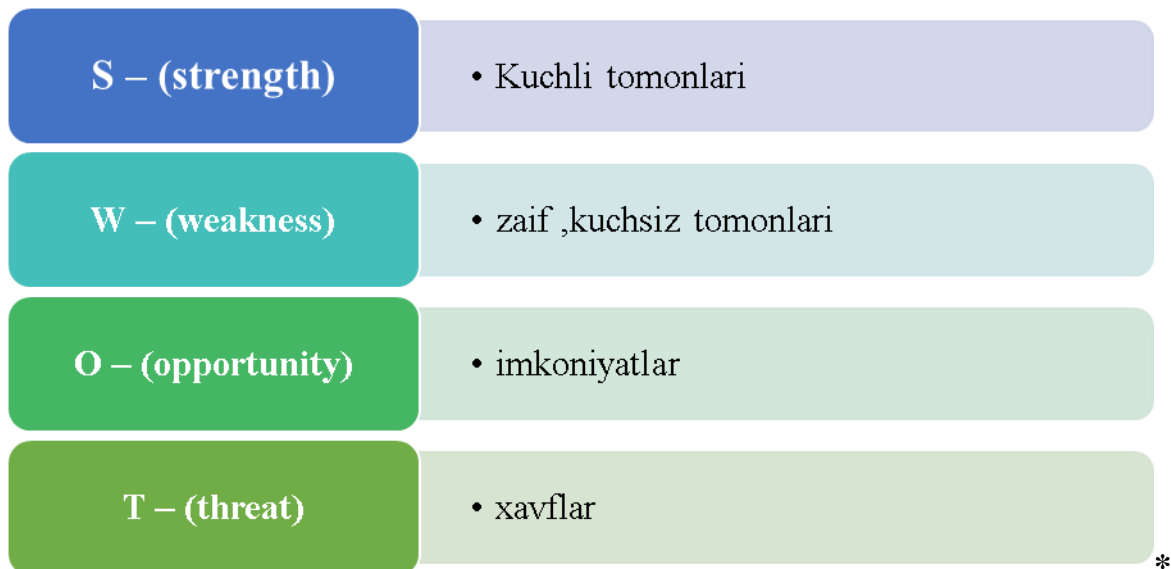 S – (strength)
• Kuchli tomonlari
W – (weakness)
• zaif ,kuchsiz tomonlari
O – (opportunity)
• imkoniyatlar
T – (threat)
• xavflar
*